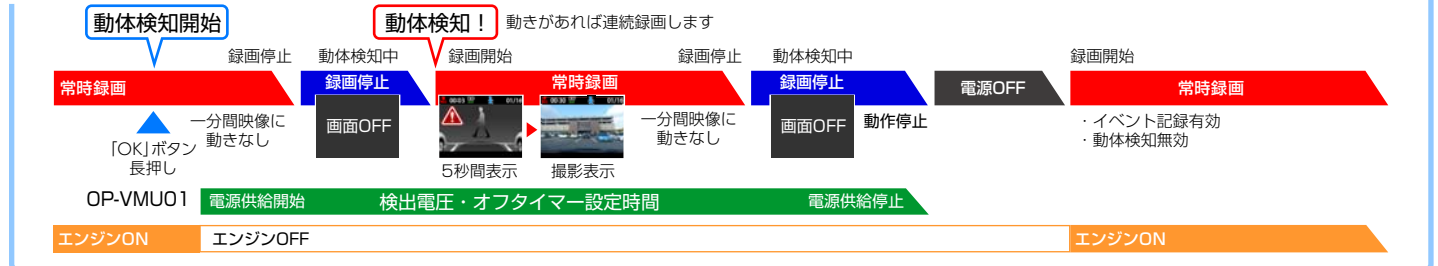 動体検知開始
動体検知！ 動きがあれば連続録画します
録画停止 動体検知中 録画開始 録画停止 動体検知中 録画開始
常時録画 録画停止 常時録画 録画停止 電源OFF 常時録画
「OK」ボタン
長押し
一分間映像に
動きなし
画面OFF
5秒間表示
撮影表示
一分間映像に
動きなし
画面OFF
動作停止
・イベント記録有効
・動体検知無効
OP-VMU01 電源供給開始 検出電圧・オフタイマー設定時間 電源供給停止
エンジンON エンジンOFF エンジンON